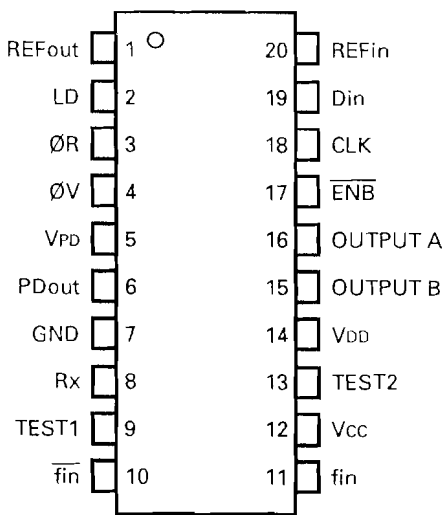 REFout 1 20 REFin
LD 2 19 Din
ØR 3 18 CLK
ØV 4 17 E̅N̅B̅
VPD 5 16 OUTPUT A
PDout 6 15 OUTPUT B
GND 7 14 VDD
Rx 8 13 TEST2
TEST1 9 12 VCC
f̅i̅n̅ 10 11 fin